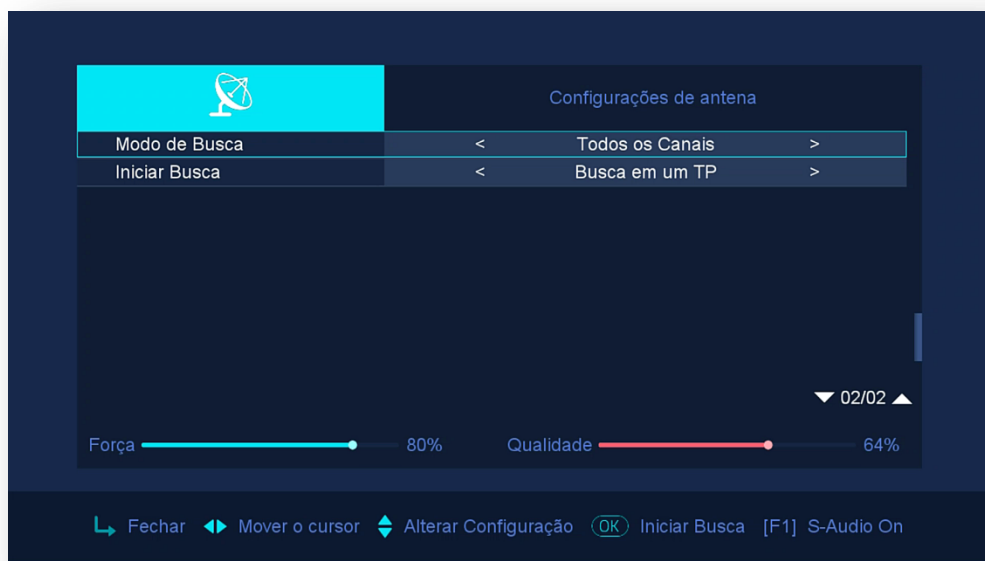 Configurações de antena
Modo de Busca < Todos os Canais >
Iniciar Busca < Busca em um TP >
02/02
Força 80% Qualidade 64%
Fechar Mover o cursor Alterar Configuração OK Iniciar Busca [F1] S-Audio On